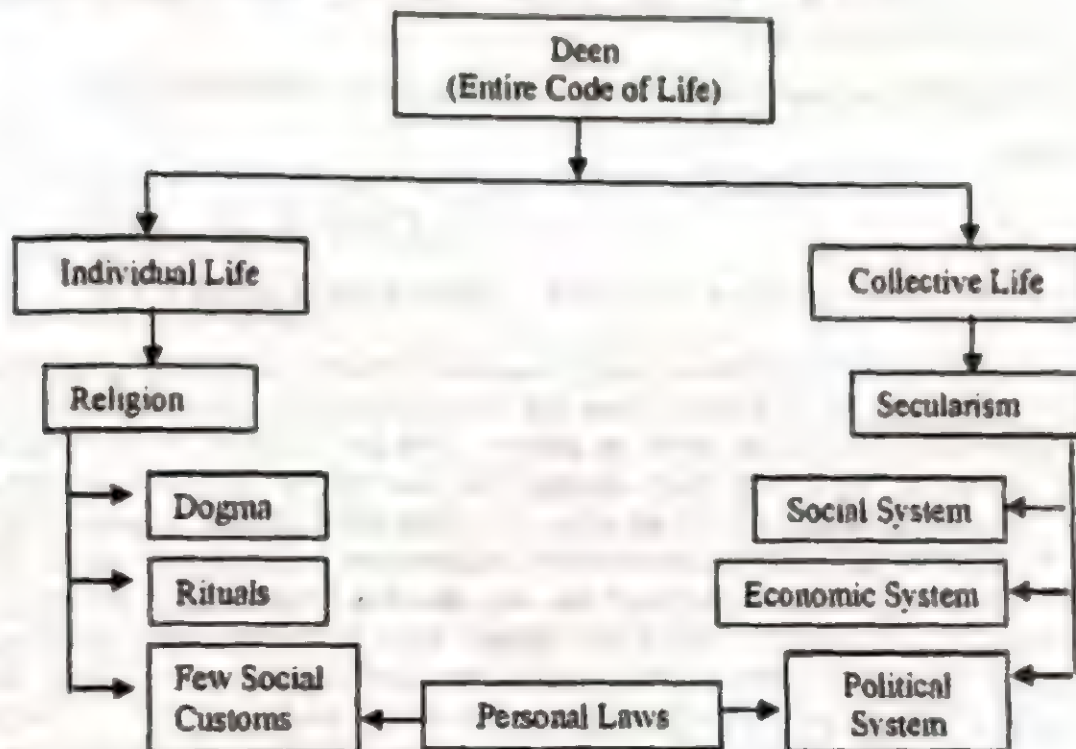 Deen
(Entire Code of Life)
Individual Life
Collective Life
Religion
Secularism
Dogma
Social System
Rituals
Economic System
Few Social
Customs
Personal Laws
Political
System